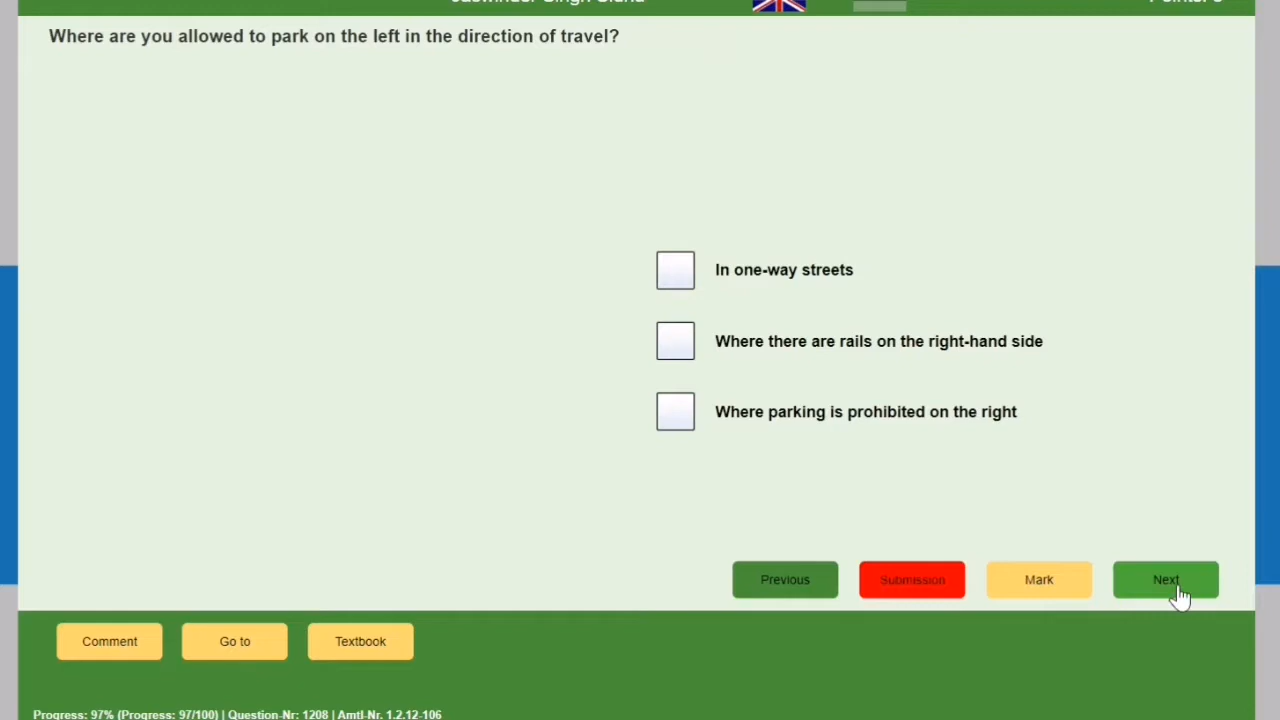 Where are you allowed to park on the left in the direction of travel?
In one-way streets
Where there are rails on the right-hand side
Where parking is prohibited on the right
Previous
Submission
Mark
Next
Comment
Go to
Textbook
Progress: 97% (Progress: 97/100) | Question-Nr: 1208 | Amtl-Nr. 1.2.12-106